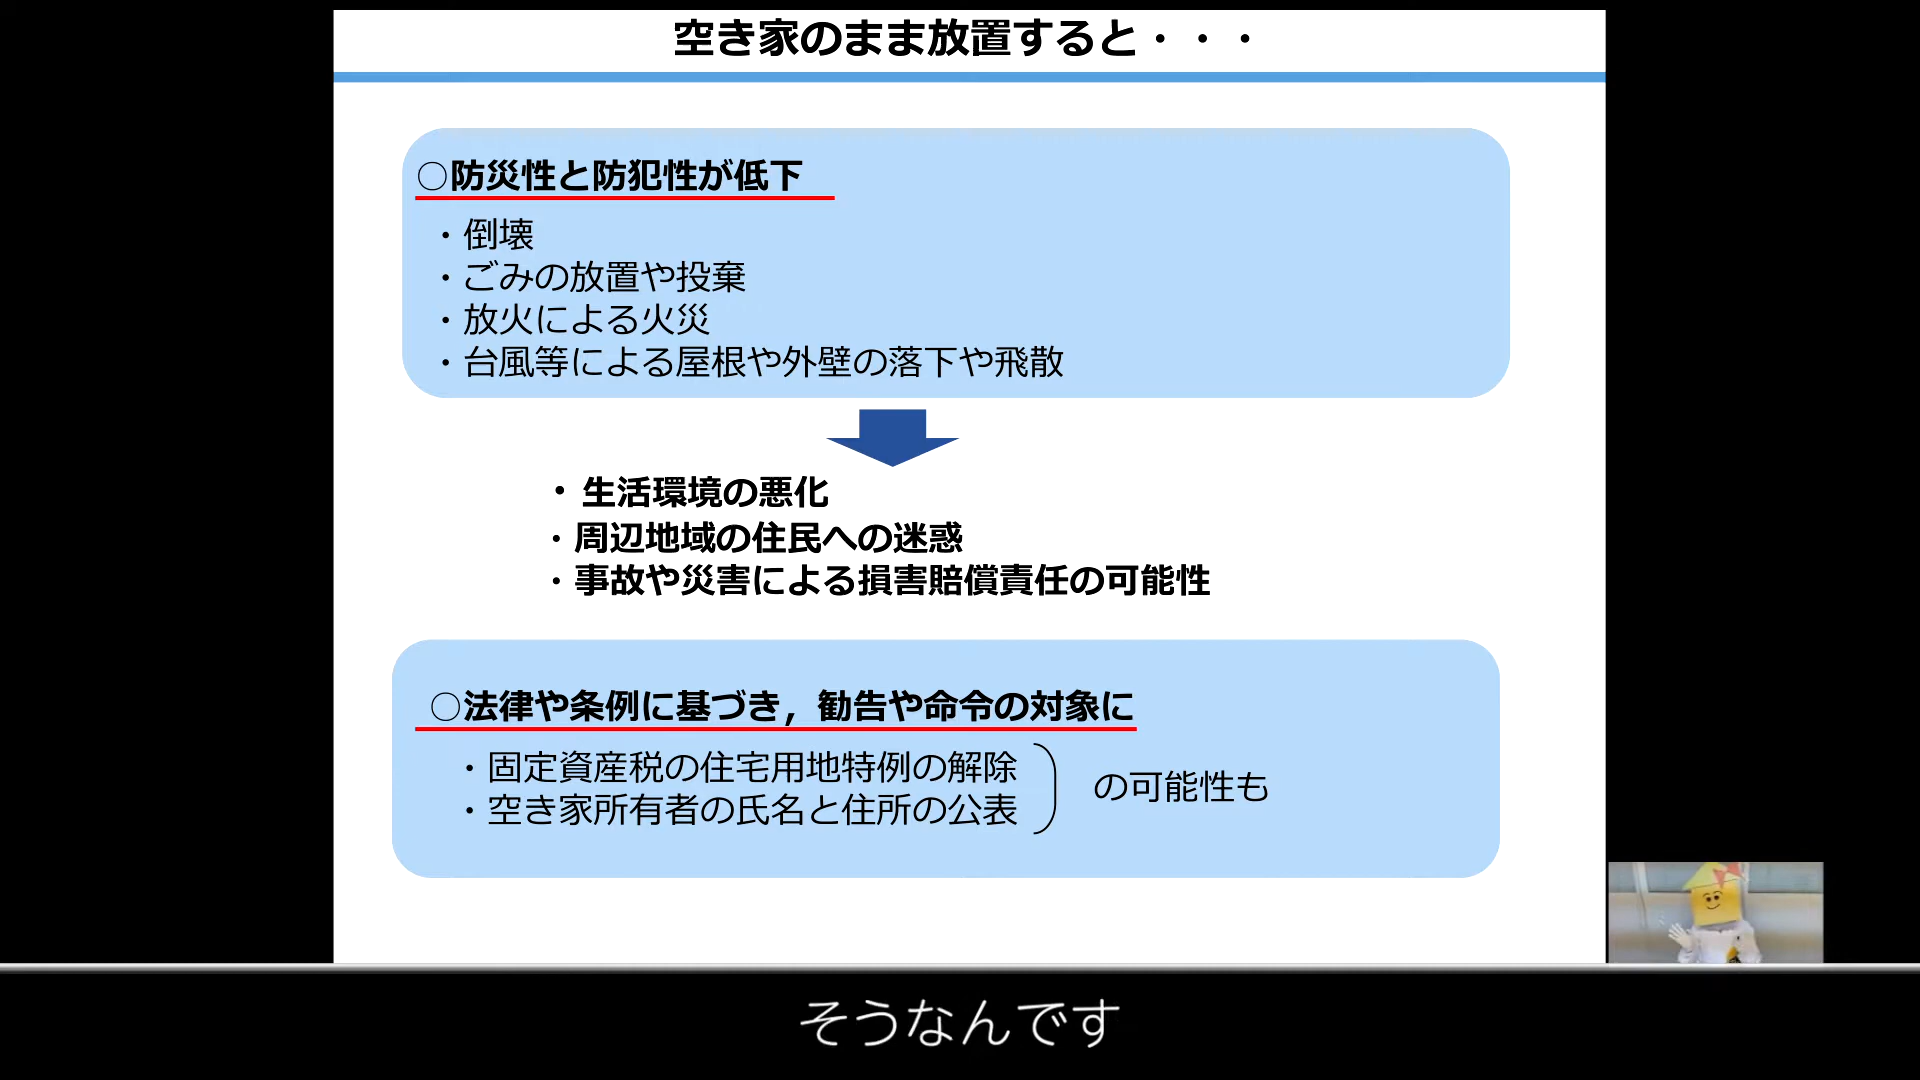 空き家のまま放置すると・・・
○防災性と防犯性が低下
・倒壊
・ごみの放置や投棄
・放火による火災
・台風等による屋根や外壁の落下や飛散
・生活環境の悪化
・周辺地域の住民への迷惑
・事故や災害による損害賠償責任の可能性
○法律や条例に基づき，勧告や命令の対象に
・固定資産税の住宅用地特例の解除
・空き家所有者の氏名と住所の公表
の可能性も
そうなんです